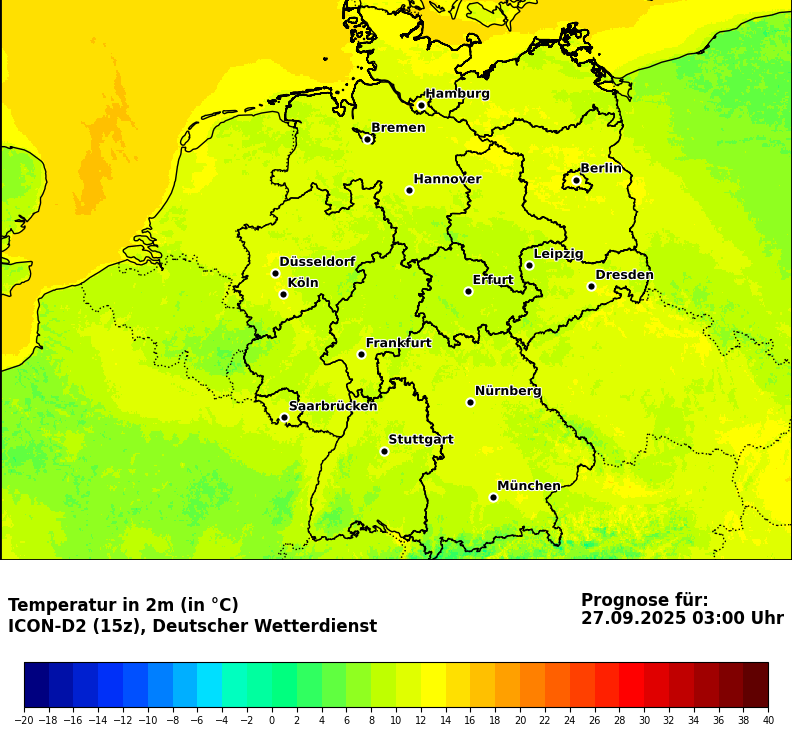 Hamburg
Bremen
Berlin
Hannover
Leipzig
Düsseldorf
Dresden
Köln
Erfurt
Frankfurt
Nürnberg
Saarbrücken
Stuttgart
München
Temperatur in 2m (in °C)
ICON-D2 (15z), Deutscher Wetterdienst
Prognose für:
27.09.2025 03:00 Uhr
−20 −18 −16 −14 −12 −10 −8 −6 −4 −2 0 2 4 6 8 10 12 14 16 18 20 22 24 26 28 30 32 34 36 38 40